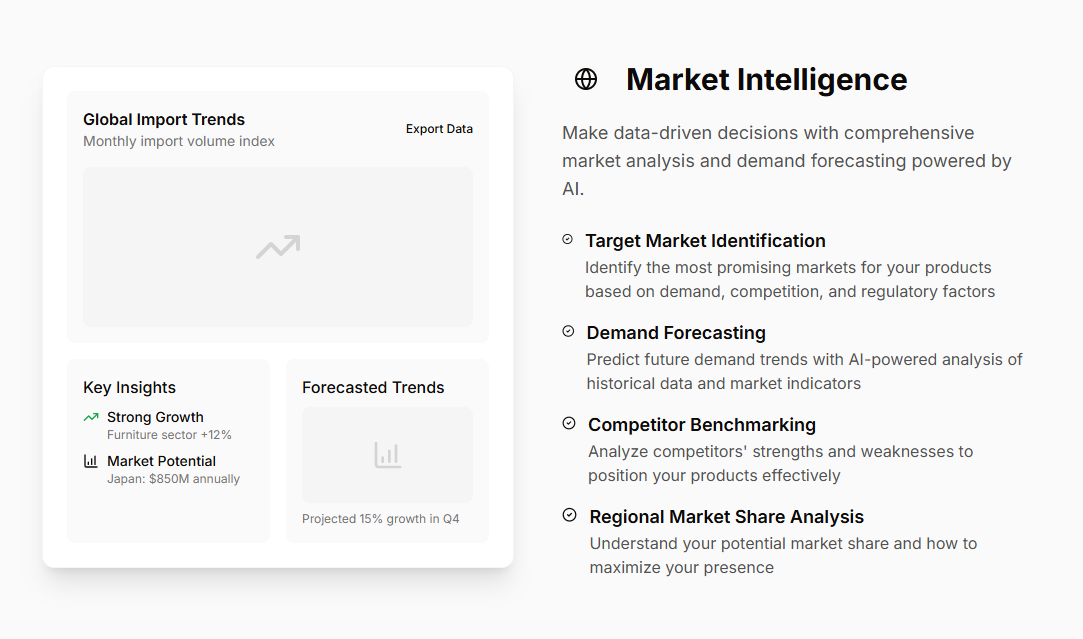 Global Import Trends
Monthly import volume index
Export Data
Key Insights
Strong Growth
Furniture sector +12%
Market Potential
Japan: $850M annually
Forecasted Trends
Projected 15% growth in Q4
Market Intelligence
Make data-driven decisions with comprehensive
market analysis and demand forecasting powered by
AI.
Target Market Identification
Identify the most promising markets for your products
based on demand, competition, and regulatory factors
Demand Forecasting
Predict future demand trends with AI-powered analysis of
historical data and market indicators
Competitor Benchmarking
Analyze competitors' strengths and weaknesses to
position your products effectively
Regional Market Share Analysis
Understand your potential market share and how to
maximize your presence